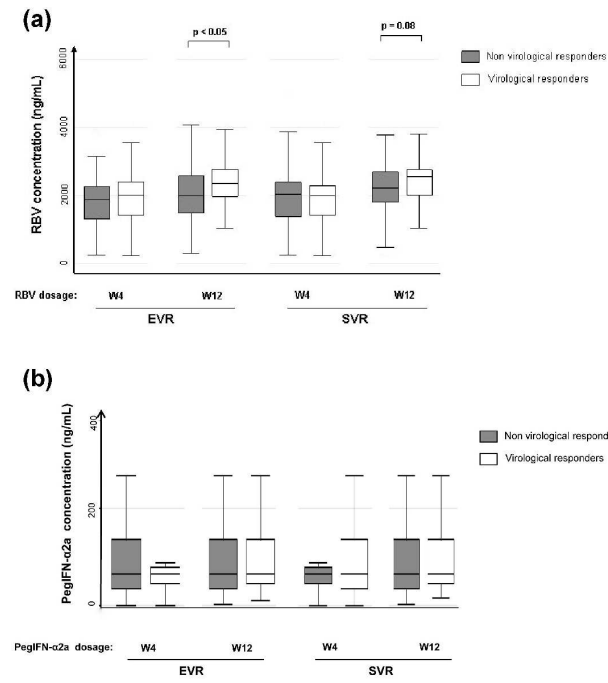 (a)
p < 0.05
p = 0.08
Non virological responders
Virological responders
RBV concentration (ng/mL)
6000
4000
2000
0
RBV dosage: W4 W12 W4 W12
EVR SVR
(b)
PegIFN-α2a concentration (ng/mL)
400
200
0
Non virological respond
Virological responders
PegIFN-α2a dosage: W4 W12 W4 W12
EVR SVR